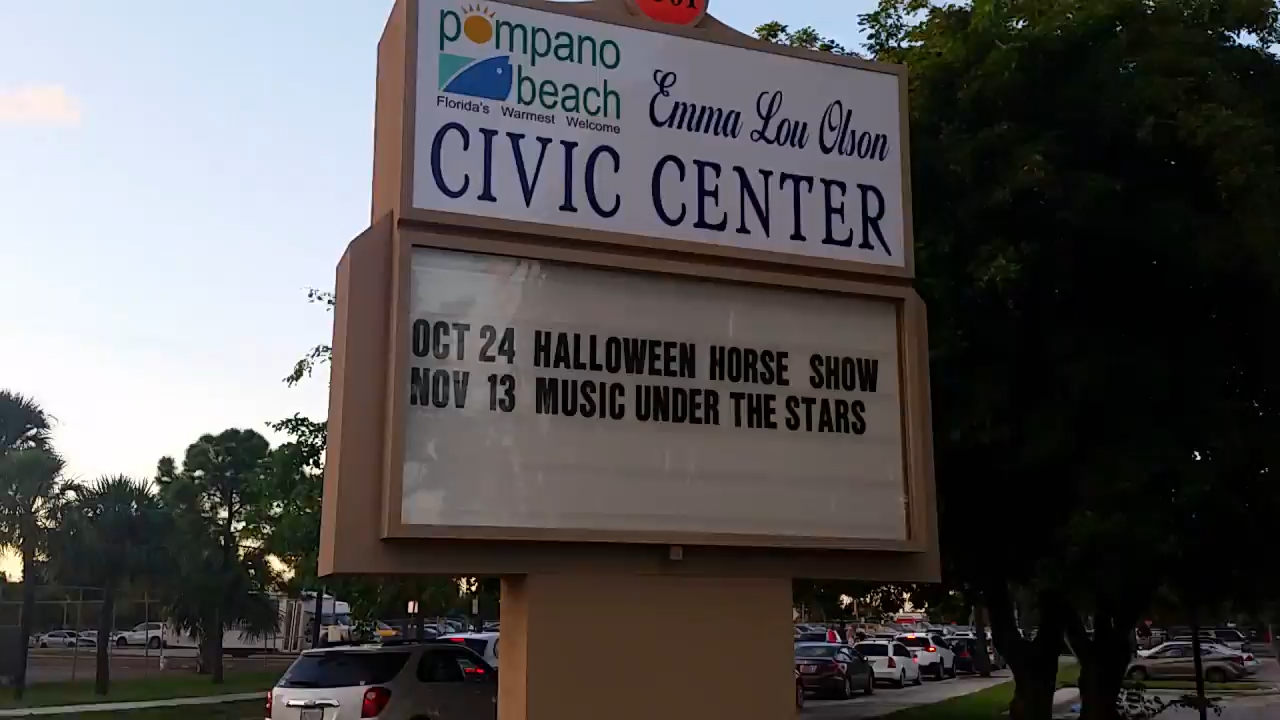 pompano
beach
Florida's Warmest Welcome
Emma Lou Olson
CIVIC CENTER
OCT 24 HALLOWEEN HORSE SHOW
NOV 13 MUSIC UNDER THE STARS